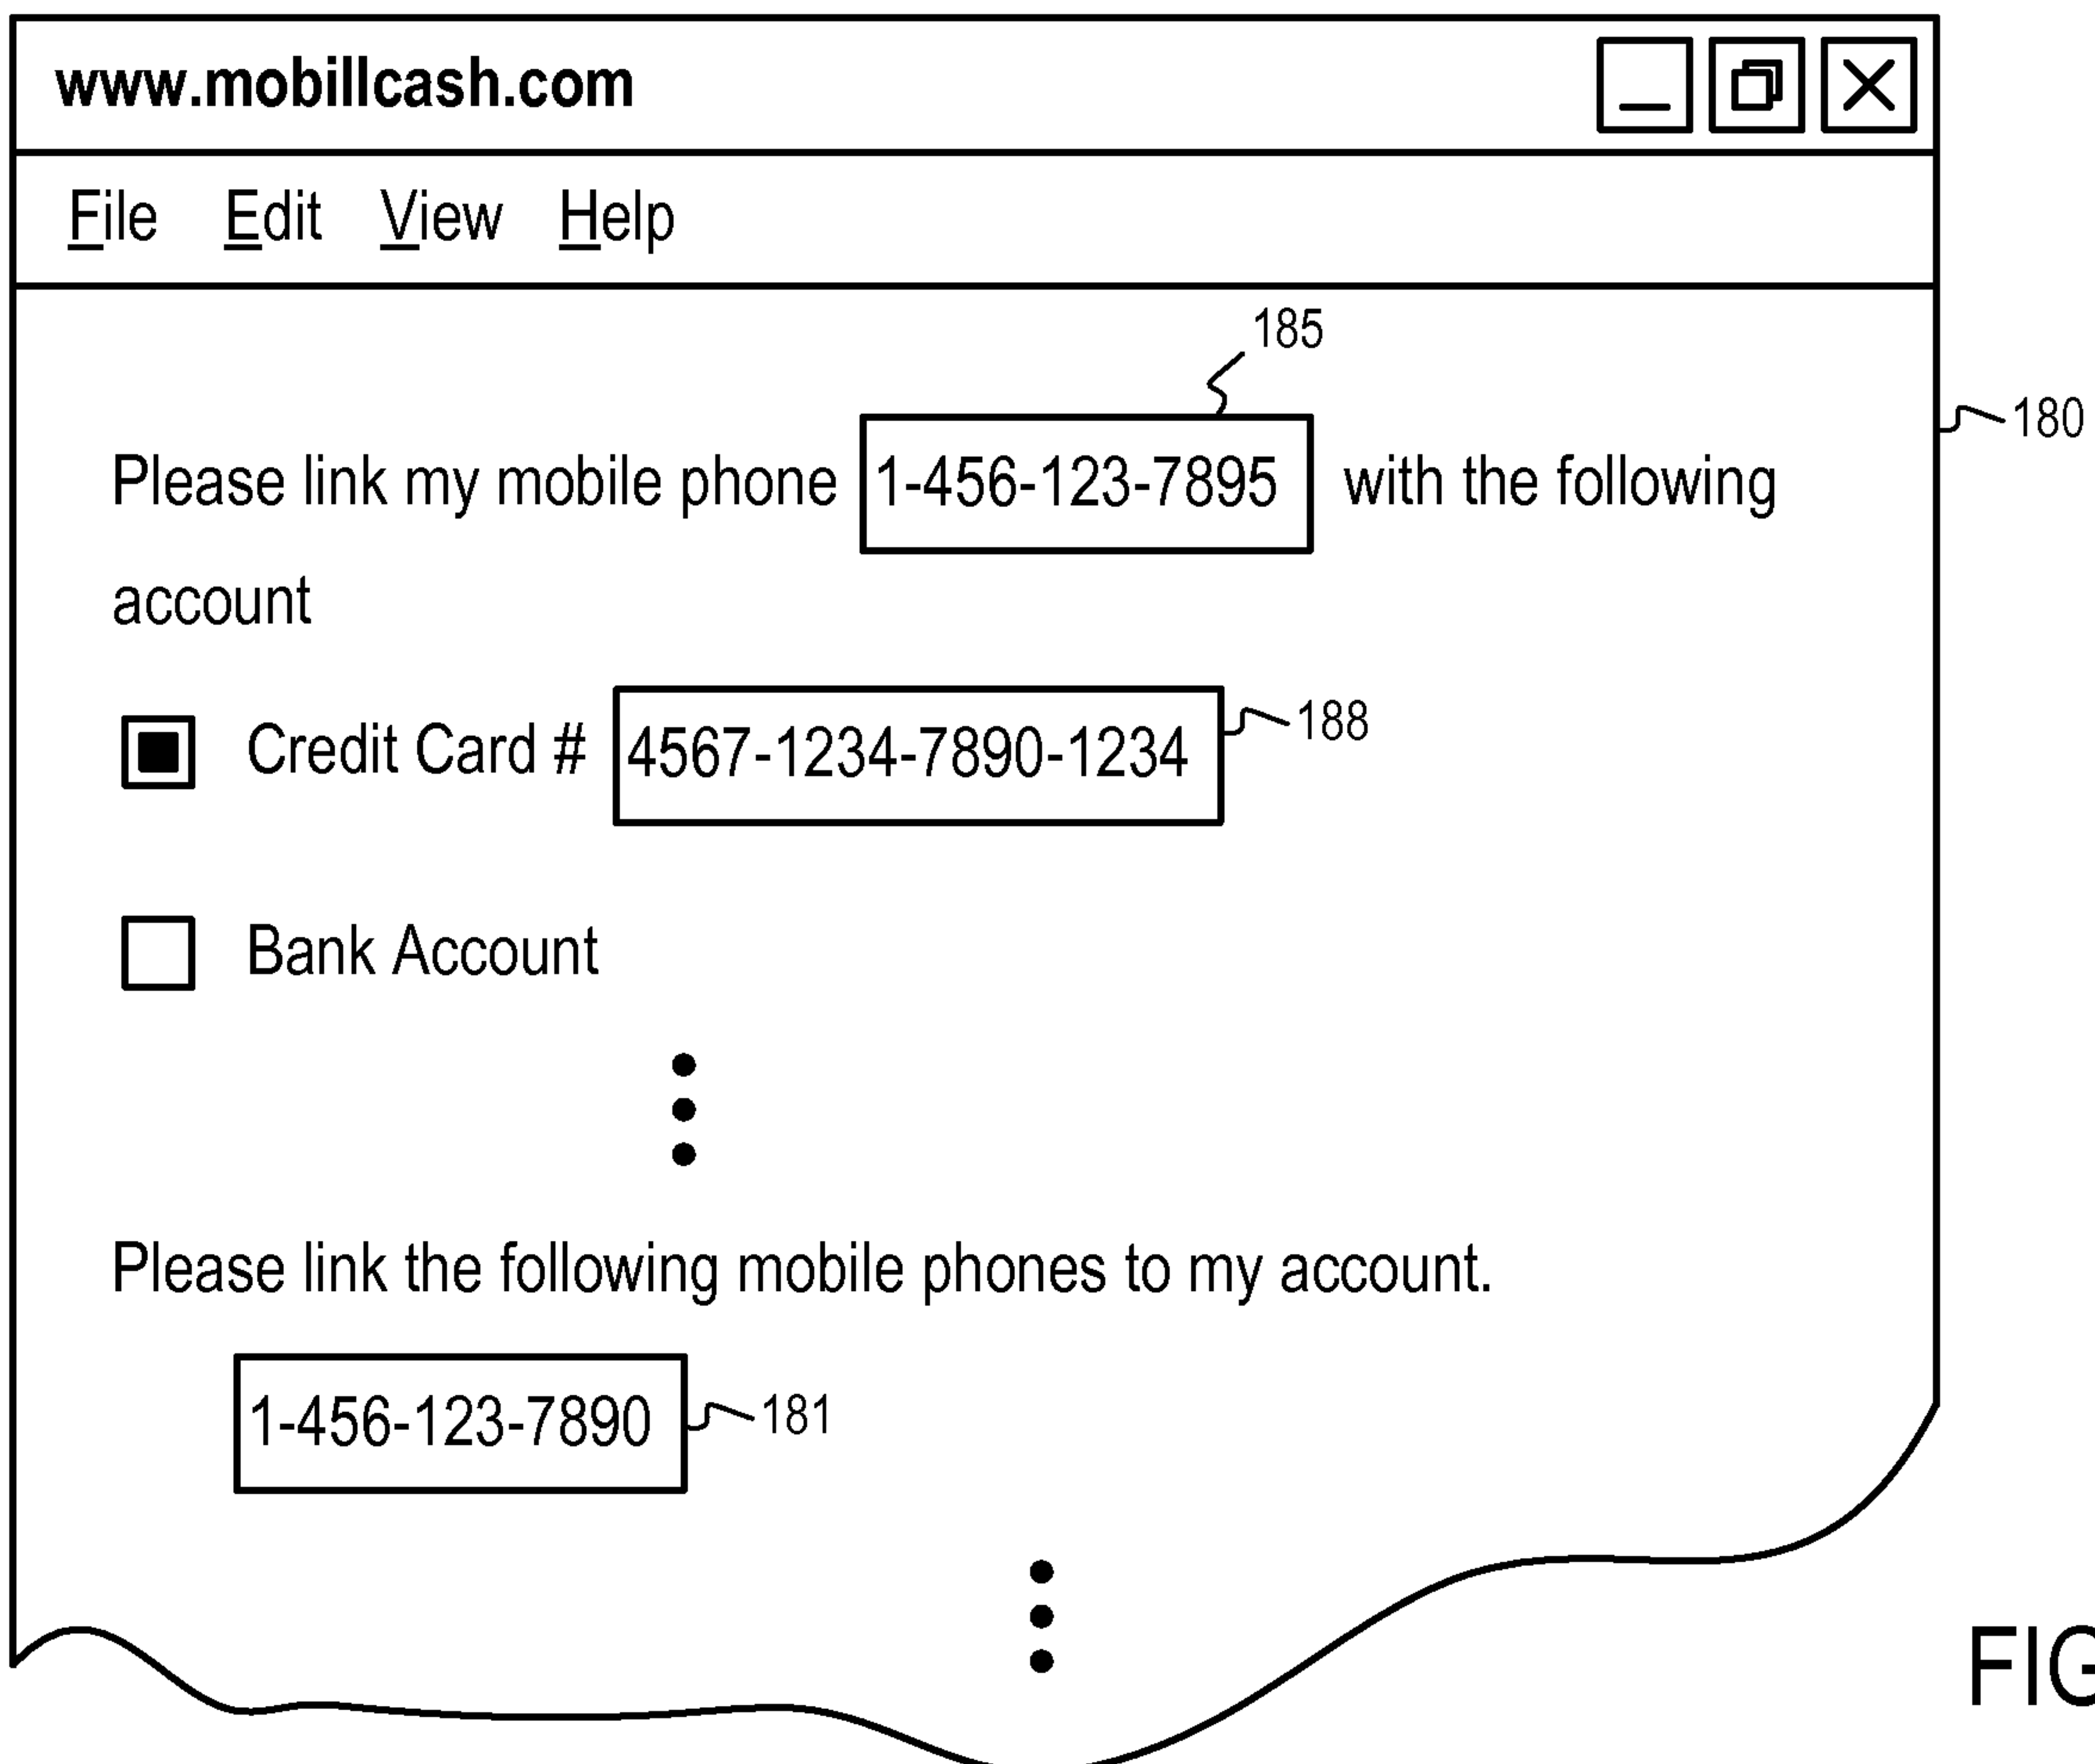 www.mobillcash.com
File Edit View Help
185
180
Please link my mobile phone 1-456-123-7895 with the following
account
Credit Card # 4567-1234-7890-1234 188
Bank Account
Please link the following mobile phones to my account.
1-456-123-7890 181
FIG